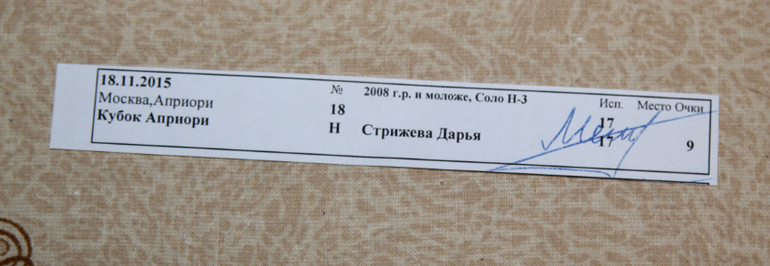 18.11.2015 № 2008 г.р. и моложе, Соло Н-3 Исп. Место Очки
Москва,Априори 18 17
Кубок Априори Н Стрижева Дарья 17 9